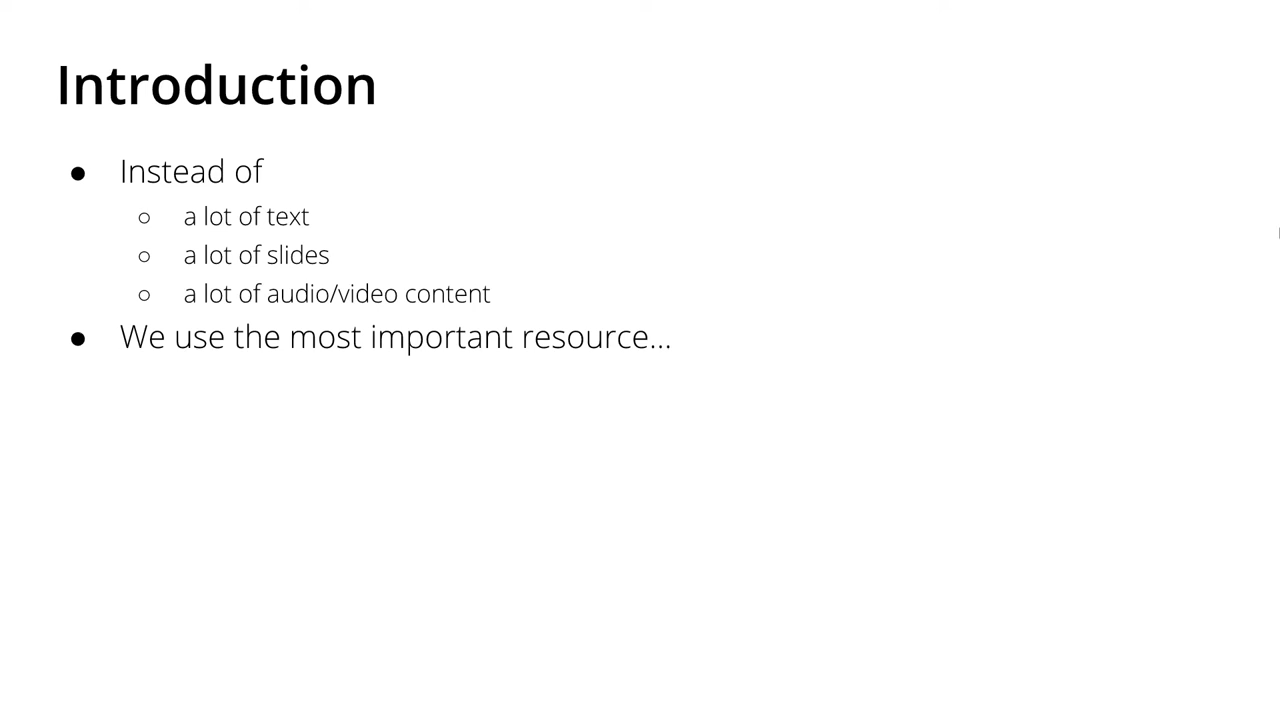 Introduction
● Instead of
○ a lot of text
○ a lot of slides
○ a lot of audio/video content
● We use the most important resource...